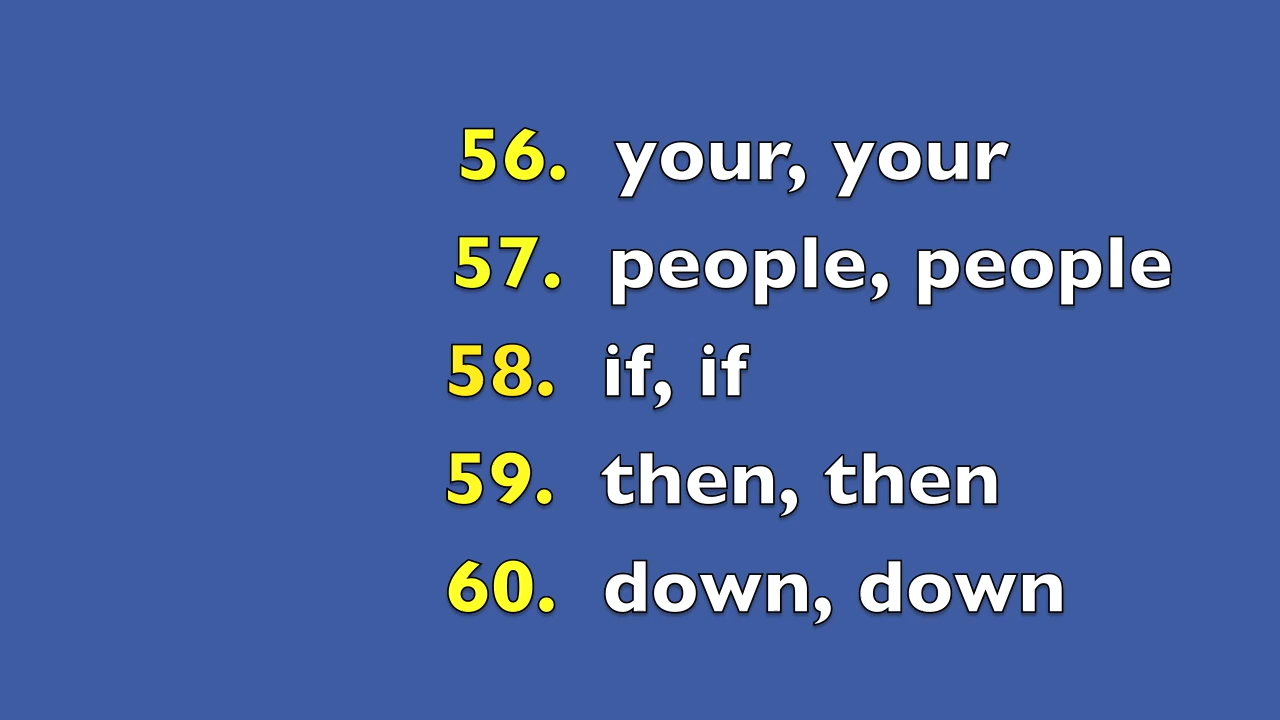 56. your, your
57. people, people
58. if, if
59. then, then
60. down, down